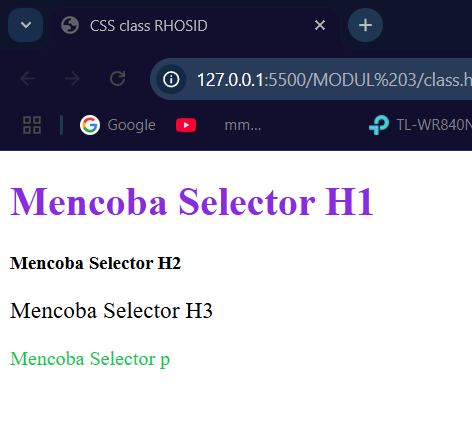 CSS class RHOSID
127.0.0.1:5500/MODUL%203/class.h
Google
mm...
TL-WR840N
Mencoba Selector H1
Mencoba Selector H2
Mencoba Selector H3
Mencoba Selector p